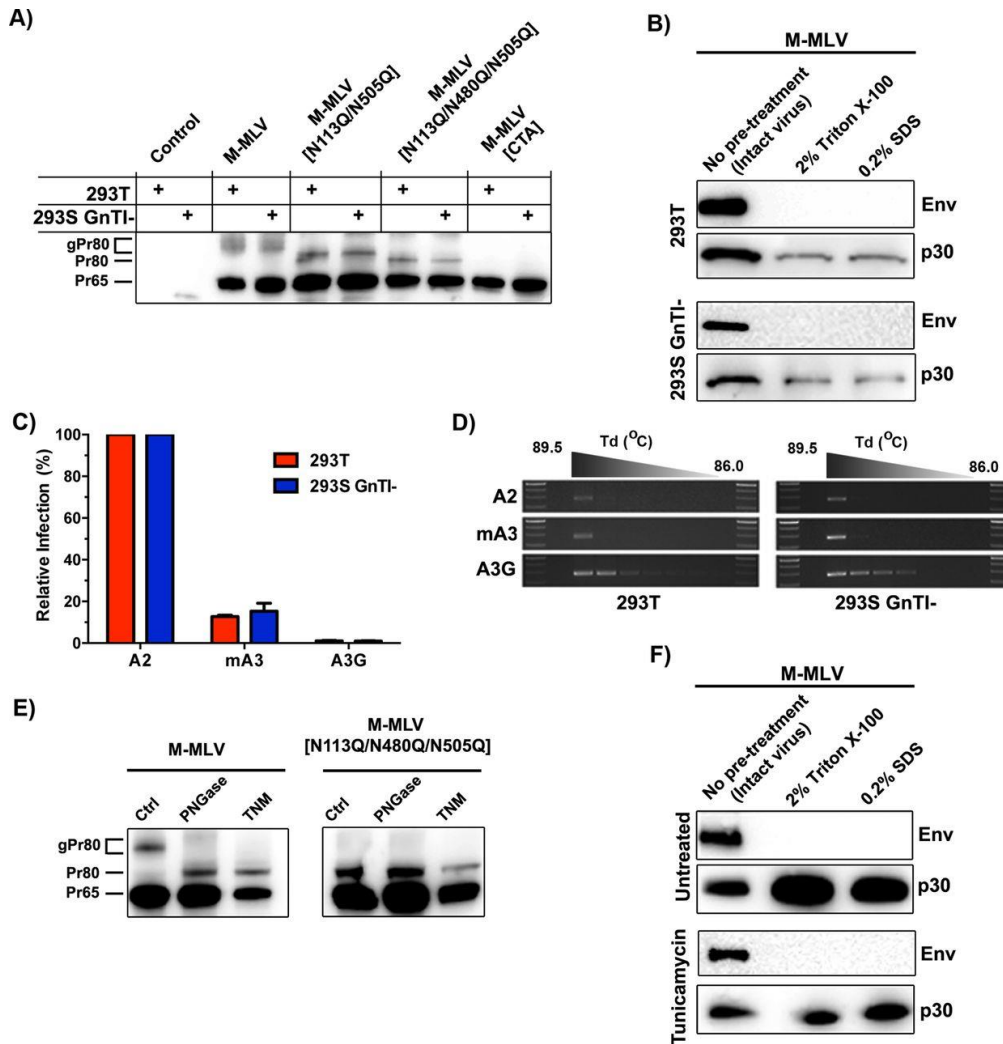 A)
Control
M-MLV
M-MLV
[N113Q/N505Q]
M-MLV
[N113Q/N480Q/N505Q]
M-MLV
[CTA]
293T + + + + +
293S GnTI- + + + + +
gPr80
Pr80
Pr65
B)
M-MLV
No pre-treatment
(Intact virus)
2% Triton X-100
0.2% SDS
293T
Env
p30
293S GnTI-
Env
p30
C)
Relative Infection (%)
100
80
60
40
20
0
293T
293S GnTI-
A2 mA3 A3G
D)
89.5 Td (°C) 86.0
89.5 Td (°C) 86.0
A2
mA3
A3G
293T 293S GnTI-
E)
M-MLV
M-MLV
[N113Q/N480Q/N505Q]
Ctrl PNGase TNM
Ctrl PNGase TNM
gPr80
Pr80
Pr65
F)
M-MLV
No pre-treatment
(Intact virus)
2% Triton X-100
0.2% SDS
Untreated
Env
p30
Tunicamycin
Env
p30